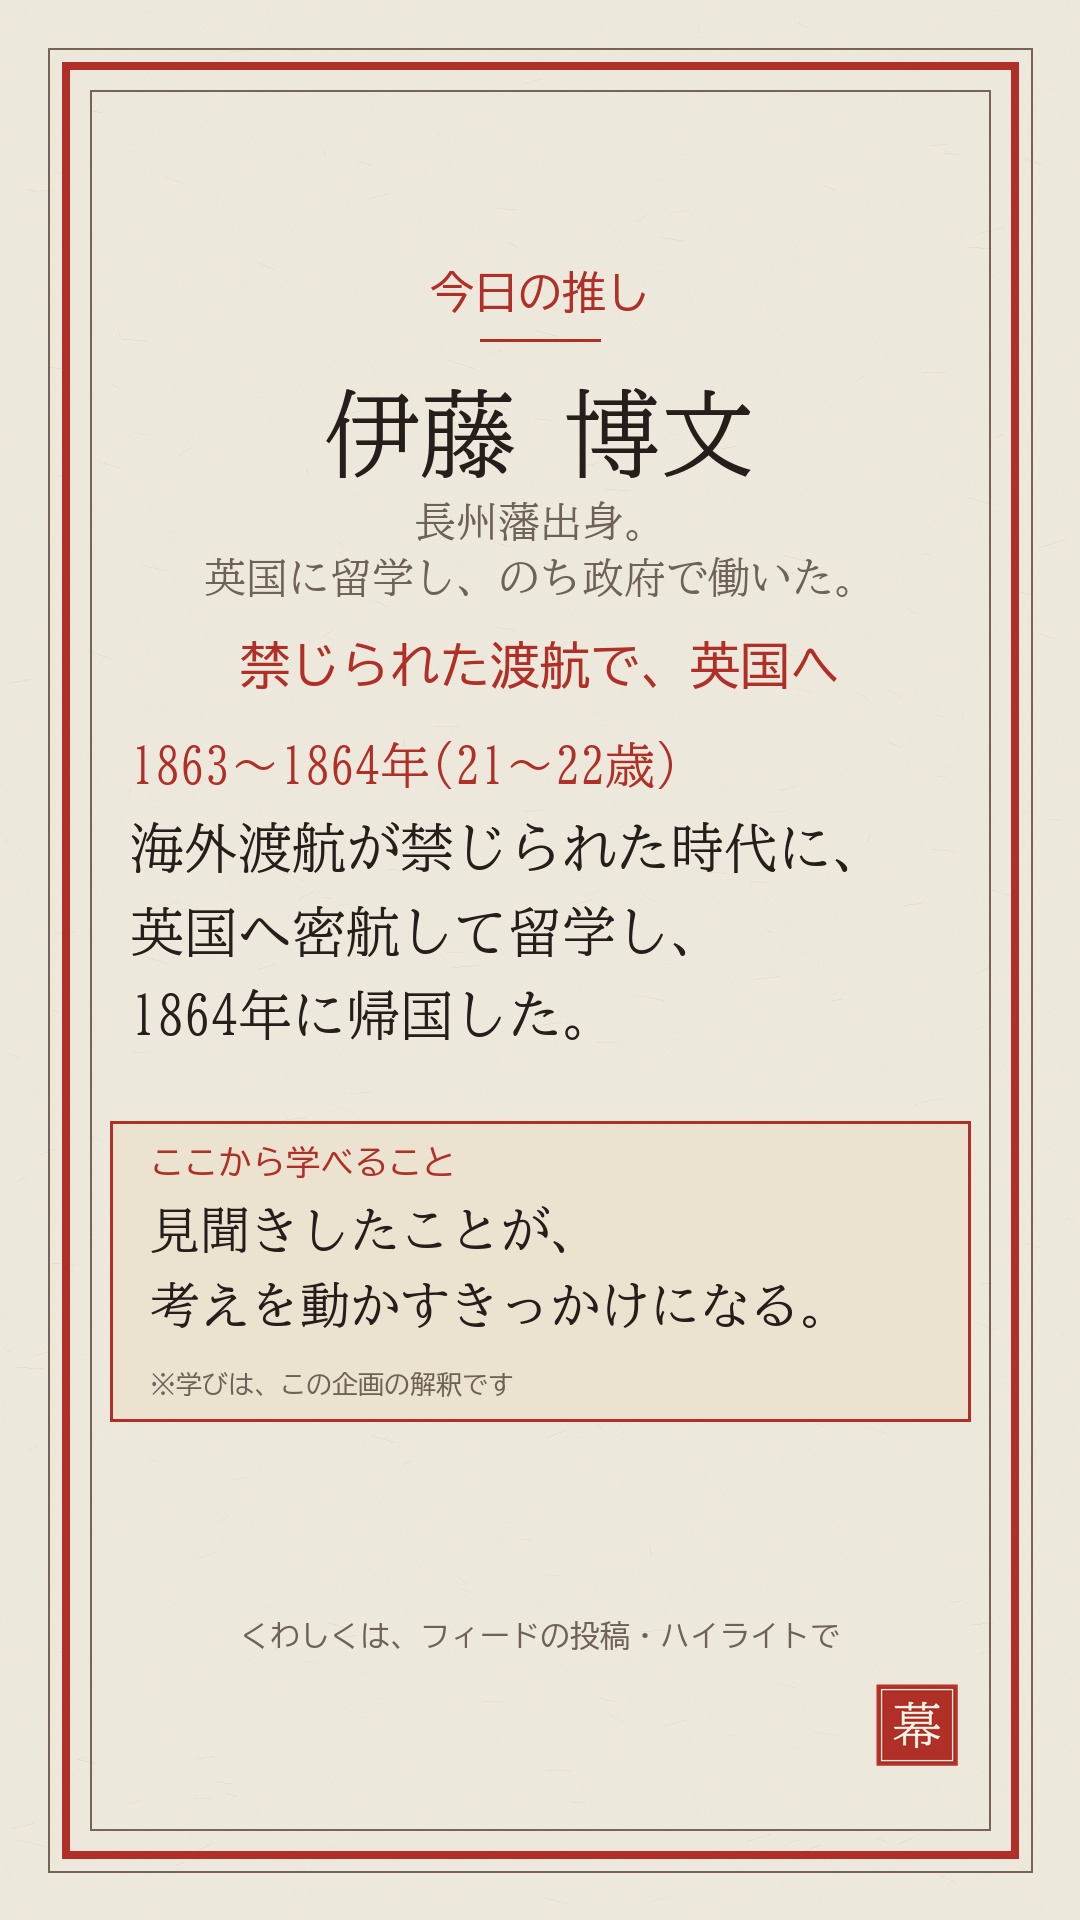 今日の推し
伊藤 博文
長州藩出身。
英国に留学し、のち政府で働いた。
禁じられた渡航で、英国へ
1863〜1864年(21〜22歳)
海外渡航が禁じられた時代に、
英国へ密航して留学し、
1864年に帰国した。
ここから学べること
見聞きしたことが、
考えを動かすきっかけになる。
※学びは、この企画の解釈です
くわしくは、フィードの投稿・ハイライトで
幕